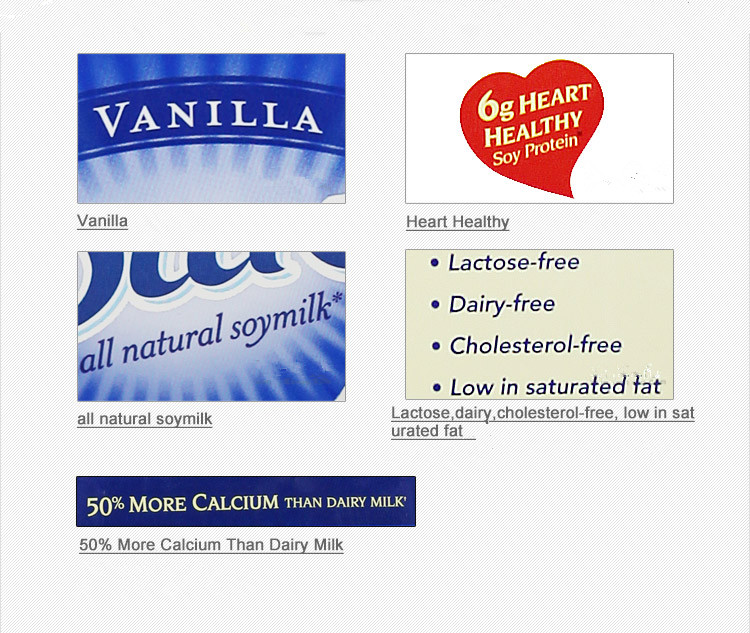 VANILLA
Vanilla
6g HEART
HEALTHY
Soy Protein*
Heart Healthy
all natural soymilk*
all natural soymilk
• Lactose-free
• Dairy-free
• Cholesterol-free
• Low in saturated fat
Lactose,dairy,cholesterol-free, low in sat
urated fat
50% MORE CALCIUM THAN DAIRY MILK†
50% More Calcium Than Dairy Milk